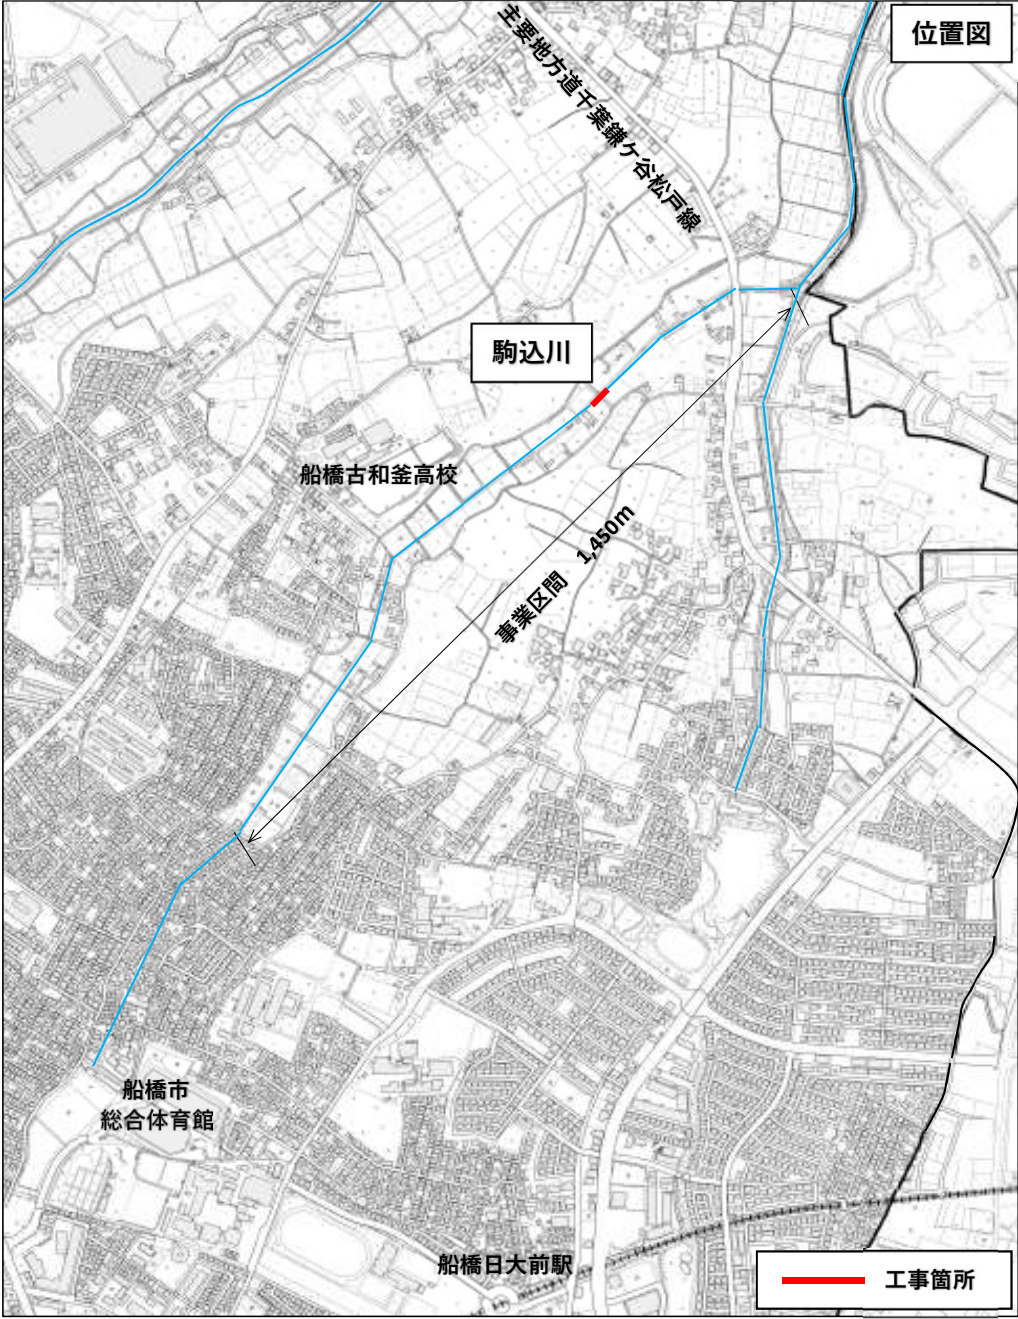 位置図
主要地方道千葉鎌ケ谷松戸線
駒込川
船橋古和釜高校
事業区間　1,450m
船橋市
総合体育館
船橋日大前駅
工事箇所